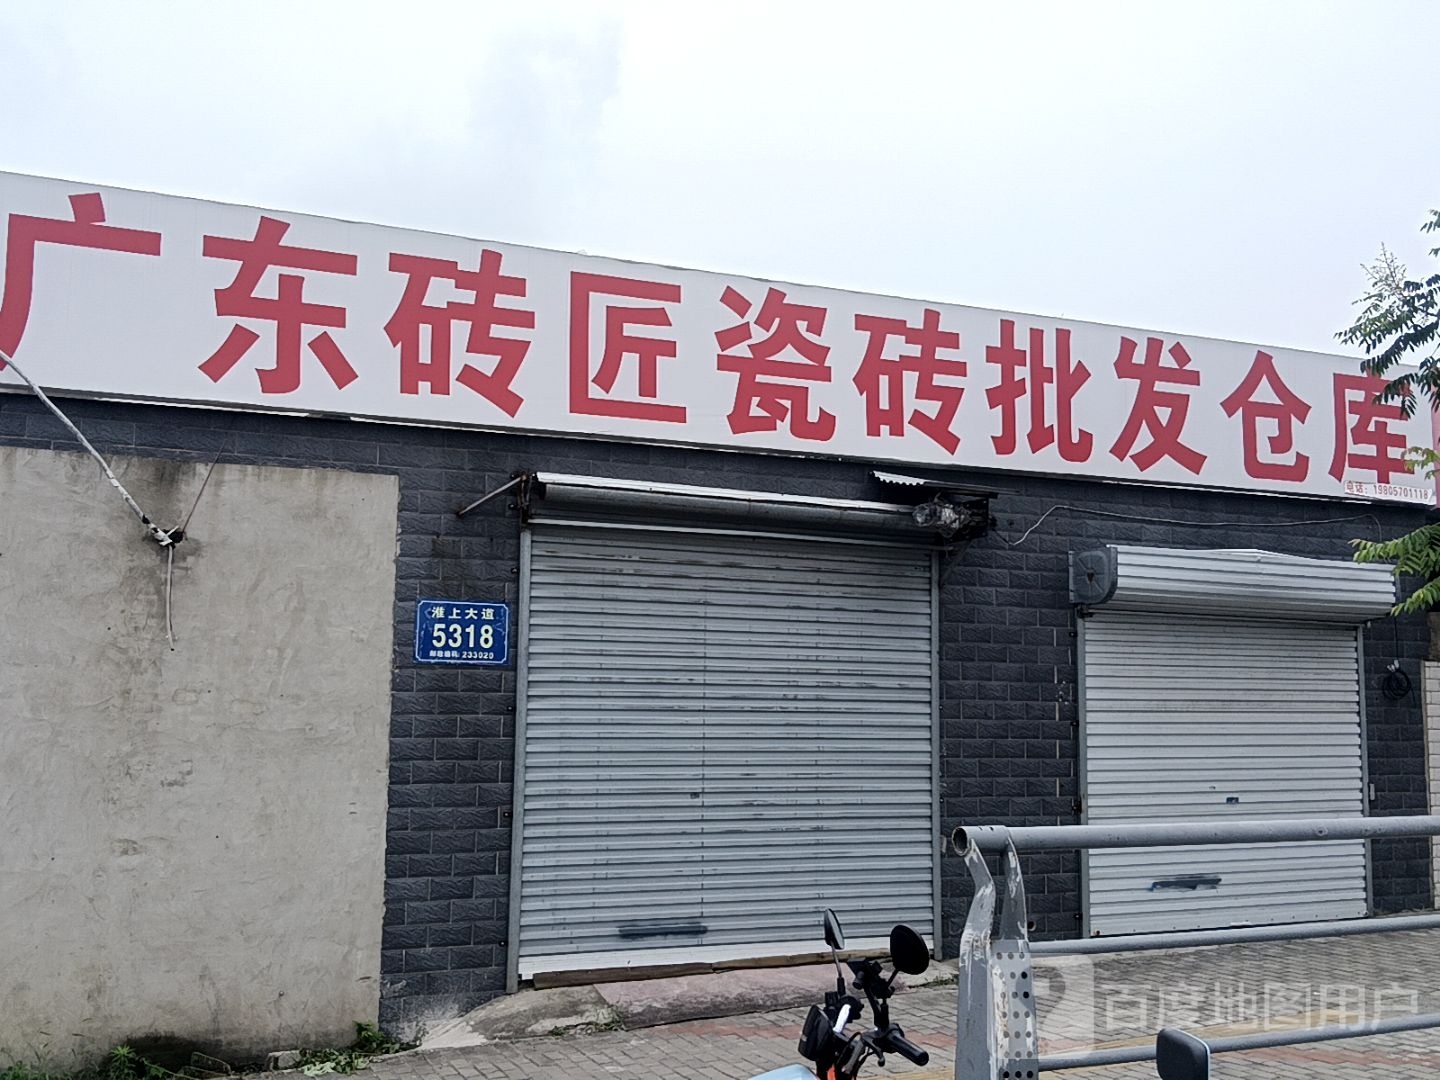 广东砖匠瓷砖批发仓库
电话：19805701118
淮上大道
5318
邮政编码：233020
百度地图用户